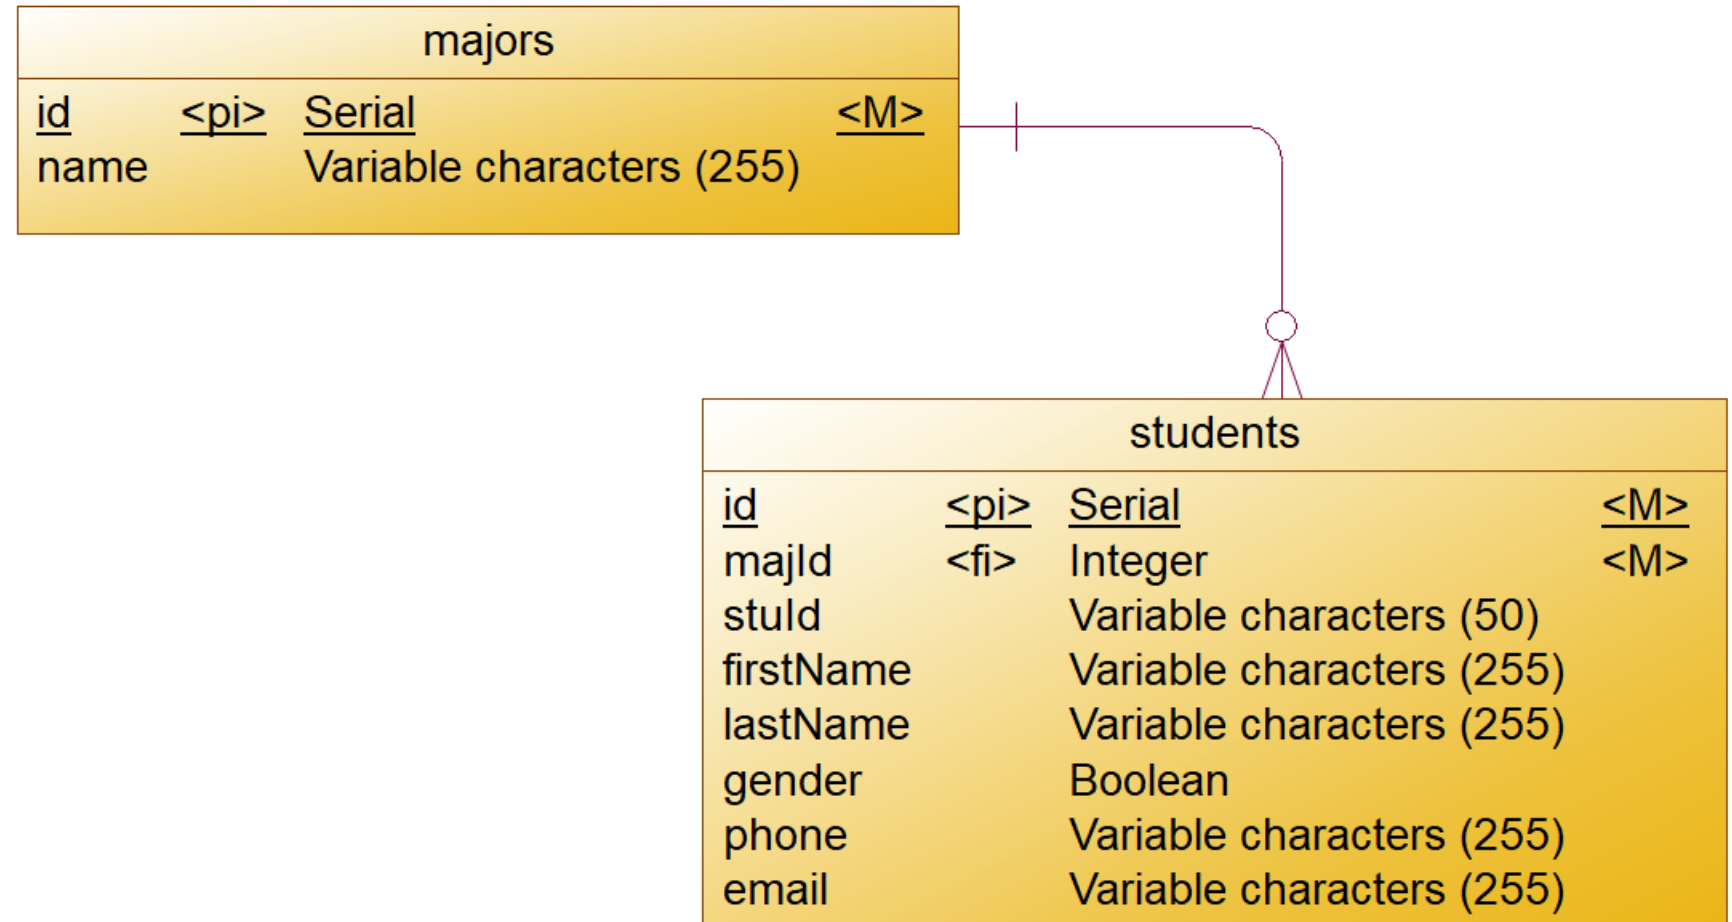 majors
id <pi> Serial <M>
name Variable characters (255)
students
id <pi> Serial <M>
majId <fi> Integer <M>
stuId Variable characters (50)
firstName Variable characters (255)
lastName Variable characters (255)
gender Boolean
phone Variable characters (255)
email Variable characters (255)